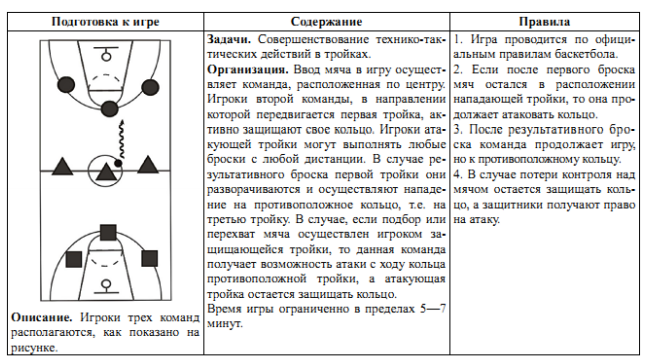 Подготовка к игре
Содержание
Правила
Описание. Игроки трех команд
располагаются, как показано на
рисунке.
Задачи. Совершенствование технико-так-
тических действий в тройках.
Организация. Ввод мяча в игру осущест-
вляет команда, расположенная по центру.
Игроки второй команды, в направлении
которой передвигается первая тройка, ак-
тивно защищают свое кольцо. Игроки ата-
кующей тройки могут выполнять любые
броски с любой дистанции. В случае ре-
зультативного броска первой тройки они
разворачиваются и осуществляют нападе-
ние на противоположное кольцо, т.е. на
третью тройку. В случае, если подбор или
перехват мяча осуществлен игроком за-
щищающейся тройки, то данная команда
получает возможность атаки с ходу кольца
противоположной тройки, а атакующая
тройка остается защищать кольцо.
Время игры ограниченно в пределах 5—7
минут.
1. Игра проводится по офици-
альным правилам баскетбола.
2. Если после первого броска
мяч остался в расположении
нападающей тройки, то она про-
должает атаковать кольцо.
3. После результативного бро-
ска команда продолжает игру,
но к противоположному кольцу.
4. В случае потери контроля над
мячом остается защищать коль-
цо, а защитники получают право
на атаку.